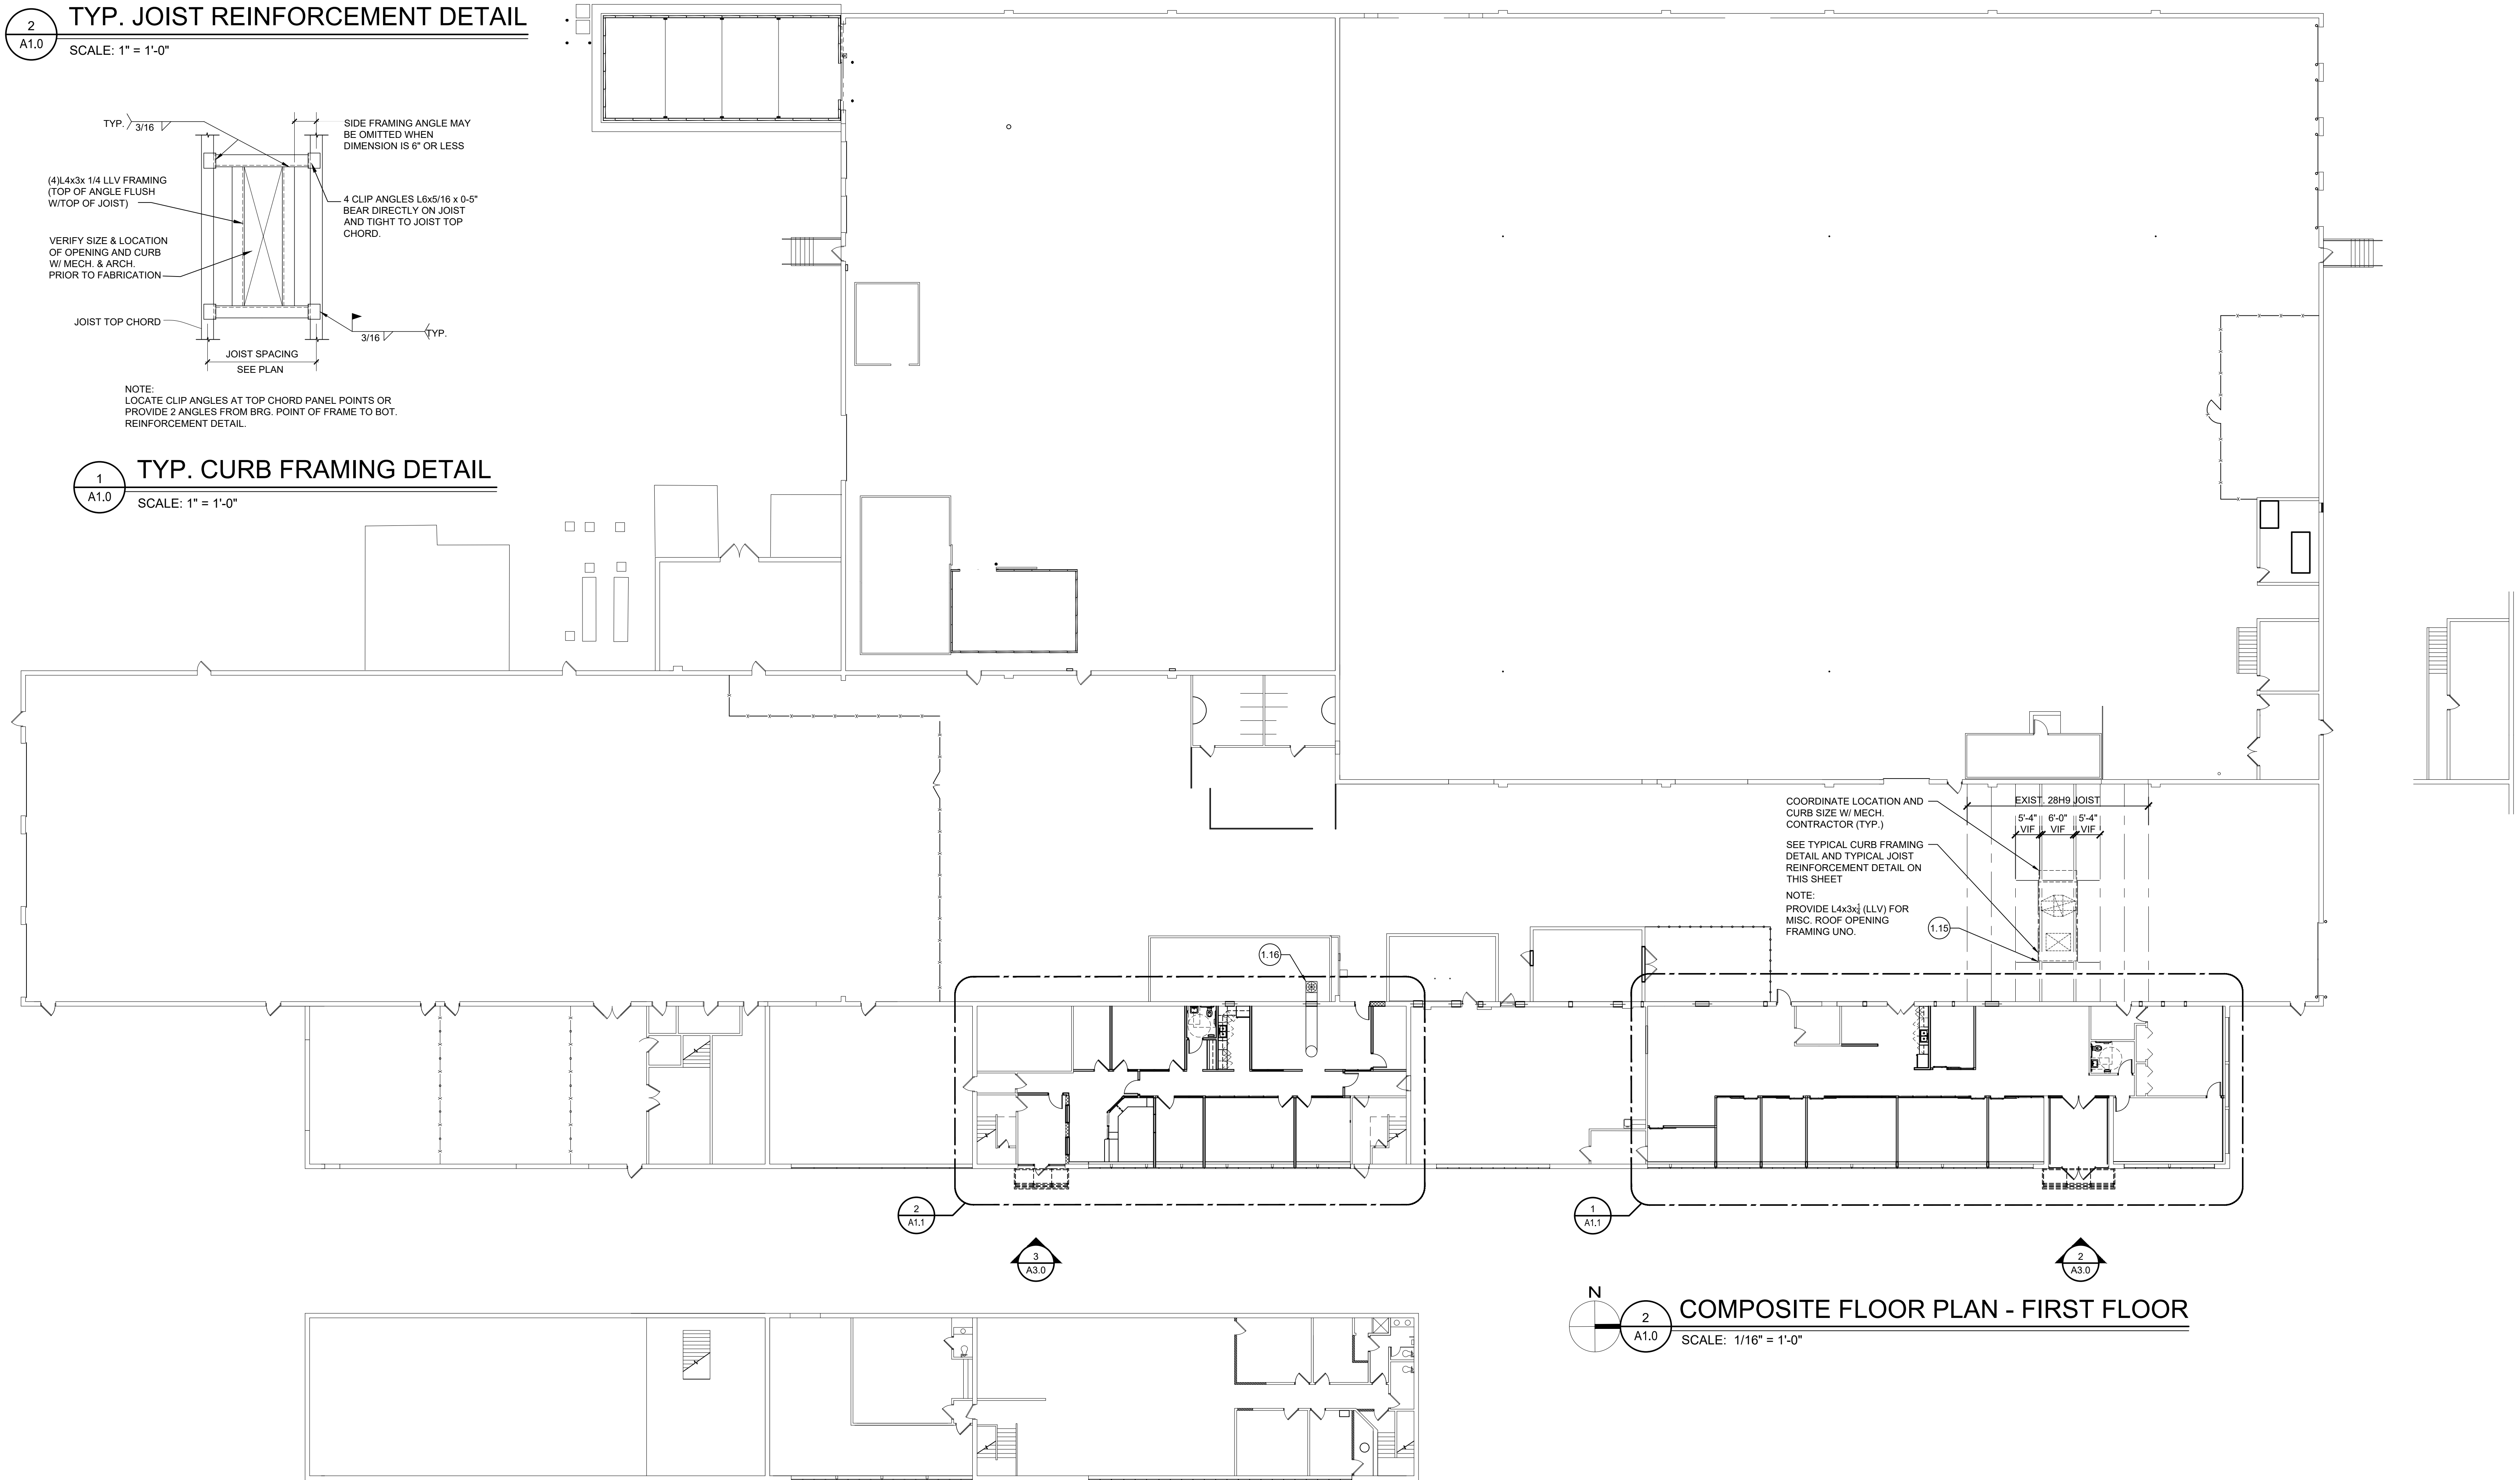 2
A1.0
TYP. JOIST REINFORCEMENT DETAIL
SCALE: 1" = 1'-0"
TYP.
3/16
SIDE FRAMING ANGLE MAY
BE OMITTED WHEN
DIMENSION IS 6" OR LESS
(4)L4x3x 1/4 LLV FRAMING
(TOP OF ANGLE FLUSH
W/TOP OF JOIST)
4 CLIP ANGLES L6x5/16 x 0-5"
BEAR DIRECTLY ON JOIST
AND TIGHT TO JOIST TOP
CHORD.
VERIFY SIZE & LOCATION
OF OPENING AND CURB
W/ MECH. & ARCH.
PRIOR TO FABRICATION
JOIST TOP CHORD
3/16
TYP.
JOIST SPACING
SEE PLAN
NOTE:
LOCATE CLIP ANGLES AT TOP CHORD PANEL POINTS OR
PROVIDE 2 ANGLES FROM BRG. POINT OF FRAME TO BOT.
REINFORCEMENT DETAIL.
1
A1.0
TYP. CURB FRAMING DETAIL
SCALE: 1" = 1'-0"
COORDINATE LOCATION AND
CURB SIZE W/ MECH.
CONTRACTOR (TYP.)
SEE TYPICAL CURB FRAMING
DETAIL AND TYPICAL JOIST
REINFORCEMENT DETAIL ON
THIS SHEET
NOTE:
PROVIDE L4x3x (LLV) FOR
MISC. ROOF OPENING
FRAMING UNO.
EXIST. 28H9 JOIST
5'-4" 6'-0" 5'-4"
VIF VIF VIF
1.15
1.16
2
A1.1
1
A1.1
3
A3.0
2
A3.0
N
2
A1.0
COMPOSITE FLOOR PLAN - FIRST FLOOR
SCALE: 1/16" = 1'-0"